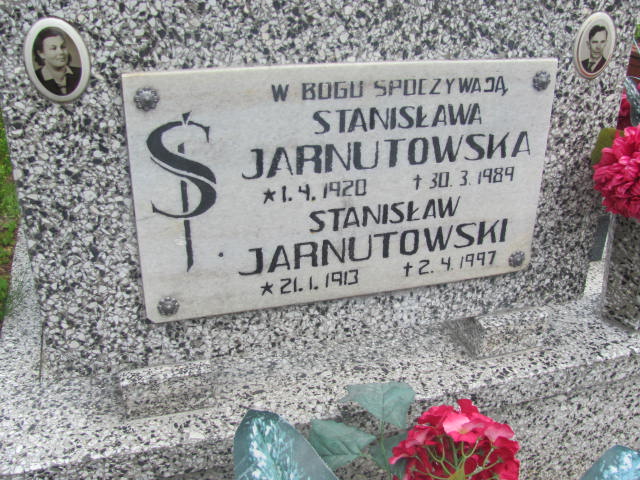 W BOGU SPOCZYWAJĄ
STANISŁAWA
JARNUTOWSKA
*1.4.1920 †30.3.1989
Ś.
STANISŁAW
JARNUTOWSKI
*21.1.1913 †2.4.1997